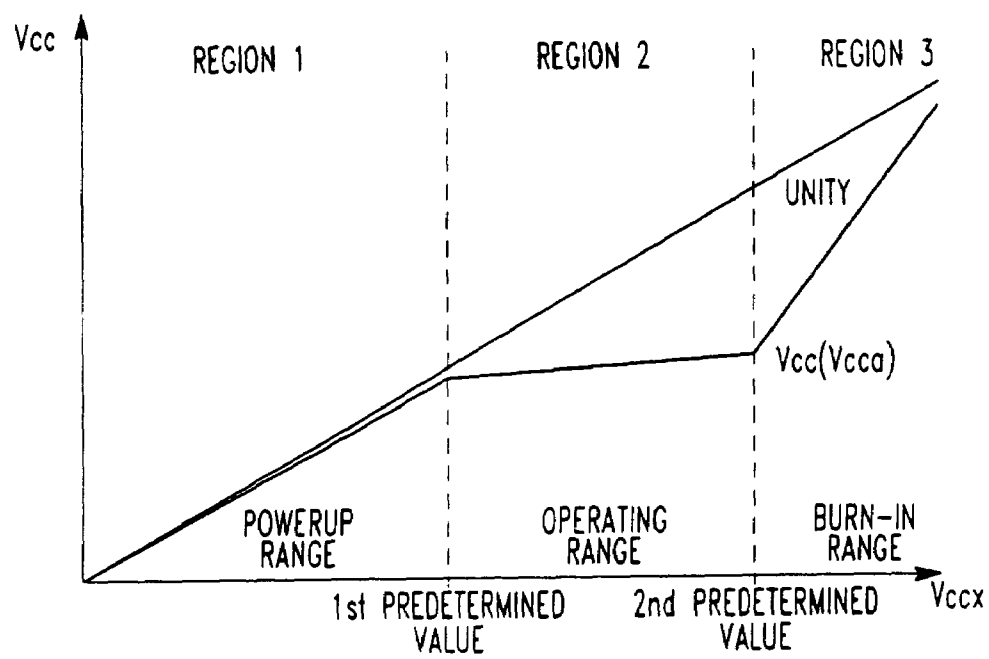 Vcc
REGION 1
REGION 2
REGION 3
UNITY
Vcc(Vcca)
POWERUP
RANGE
OPERATING
RANGE
BURN-IN
RANGE
1st PREDETERMINED
VALUE
2nd PREDETERMINED
VALUE
Vccx